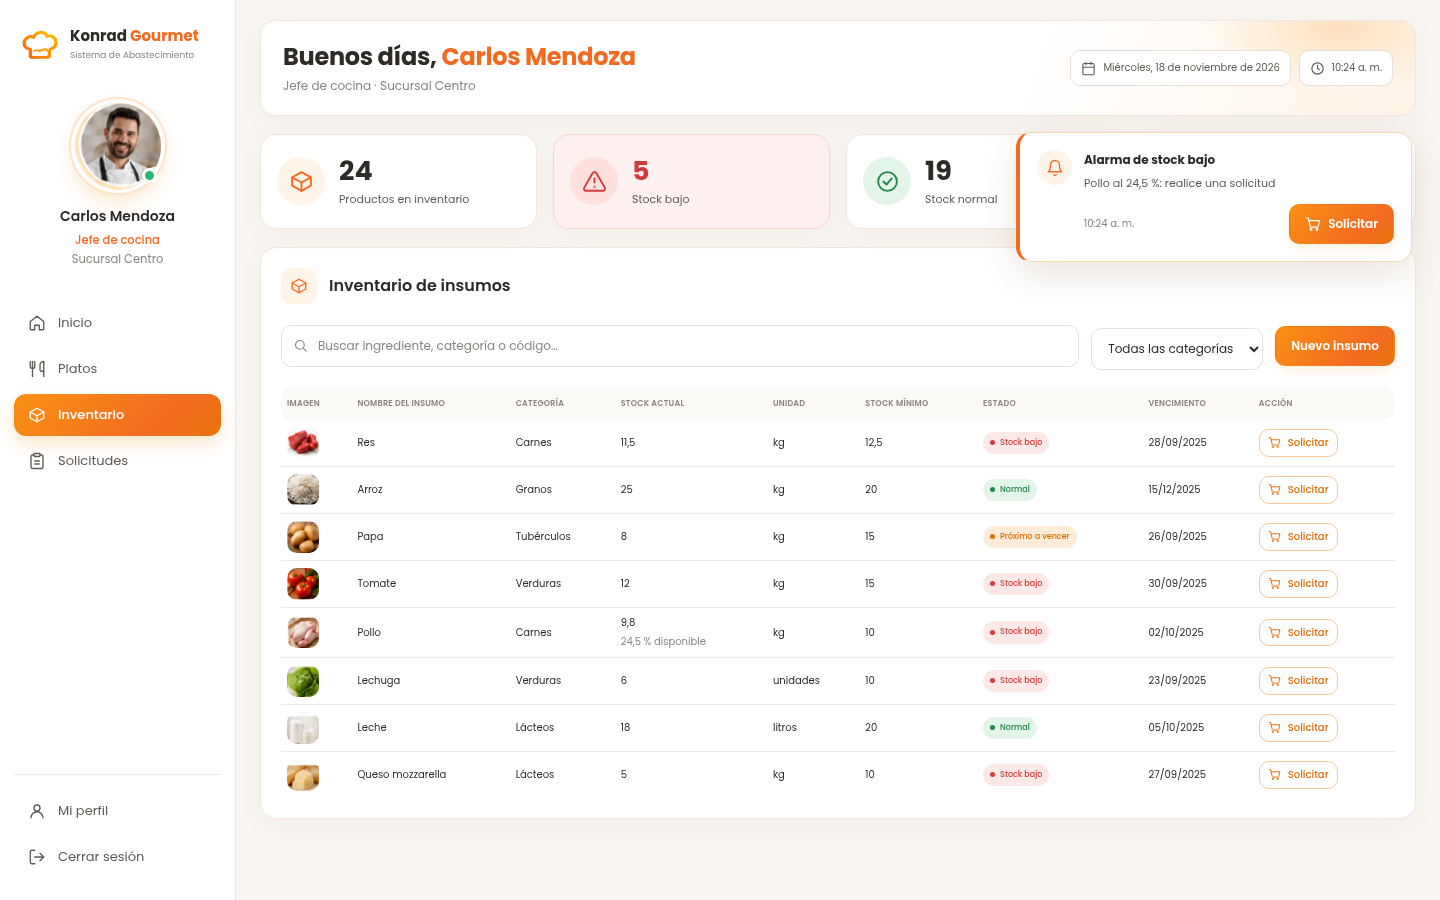 Konrad Gourmet
Sistema de Abastecimiento
Carlos Mendoza
Jefe de cocina
Sucursal Centro
Inicio
Platos
Inventario
Solicitudes
Mi perfil
Cerrar sesión
Buenos días, Carlos Mendoza
Jefe de cocina · Sucursal Centro
Miércoles, 18 de noviembre de 2026
10:24 a. m.
24
Productos en inventario
5
Stock bajo
19
Stock normal
Alarma de stock bajo
Pollo al 24,5 %: realice una solicitud
10:24 a. m.
Solicitar
Inventario de insumos
Buscar ingrediente, categoría o código...
Todas las categorías
Nuevo insumo
IMAGEN NOMBRE DEL INSUMO CATEGORÍA STOCK ACTUAL UNIDAD STOCK MÍNIMO ESTADO VENCIMIENTO ACCIÓN
Res Carnes 11,5 kg 12,5 Stock bajo 28/09/2025 Solicitar
Arroz Granos 25 kg 20 Normal 15/12/2025 Solicitar
Papa Tubérculos 8 kg 15 Próximo a vencer 26/09/2025 Solicitar
Tomate Verduras 12 kg 15 Stock bajo 30/09/2025 Solicitar
Pollo Carnes 9,8 kg 10 Stock bajo 02/10/2025 Solicitar
24,5 % disponible
Lechuga Verduras 6 unidades 10 Stock bajo 23/09/2025 Solicitar
Leche Lácteos 18 litros 20 Normal 05/10/2025 Solicitar
Queso mozzarella Lácteos 5 kg 10 Stock bajo 27/09/2025 Solicitar